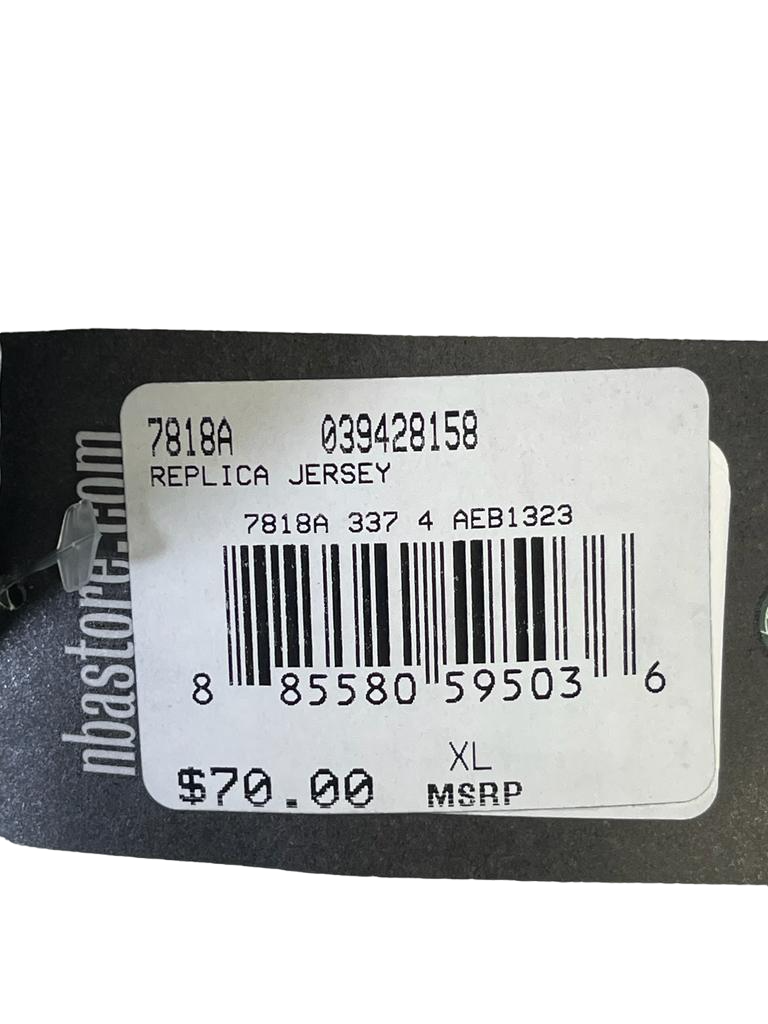 nbastore.com
7818A 039428158
REPLICA JERSEY
7818A 337 4 AEB1323
8 85580 59503 6
XL
$70.00 MSRP